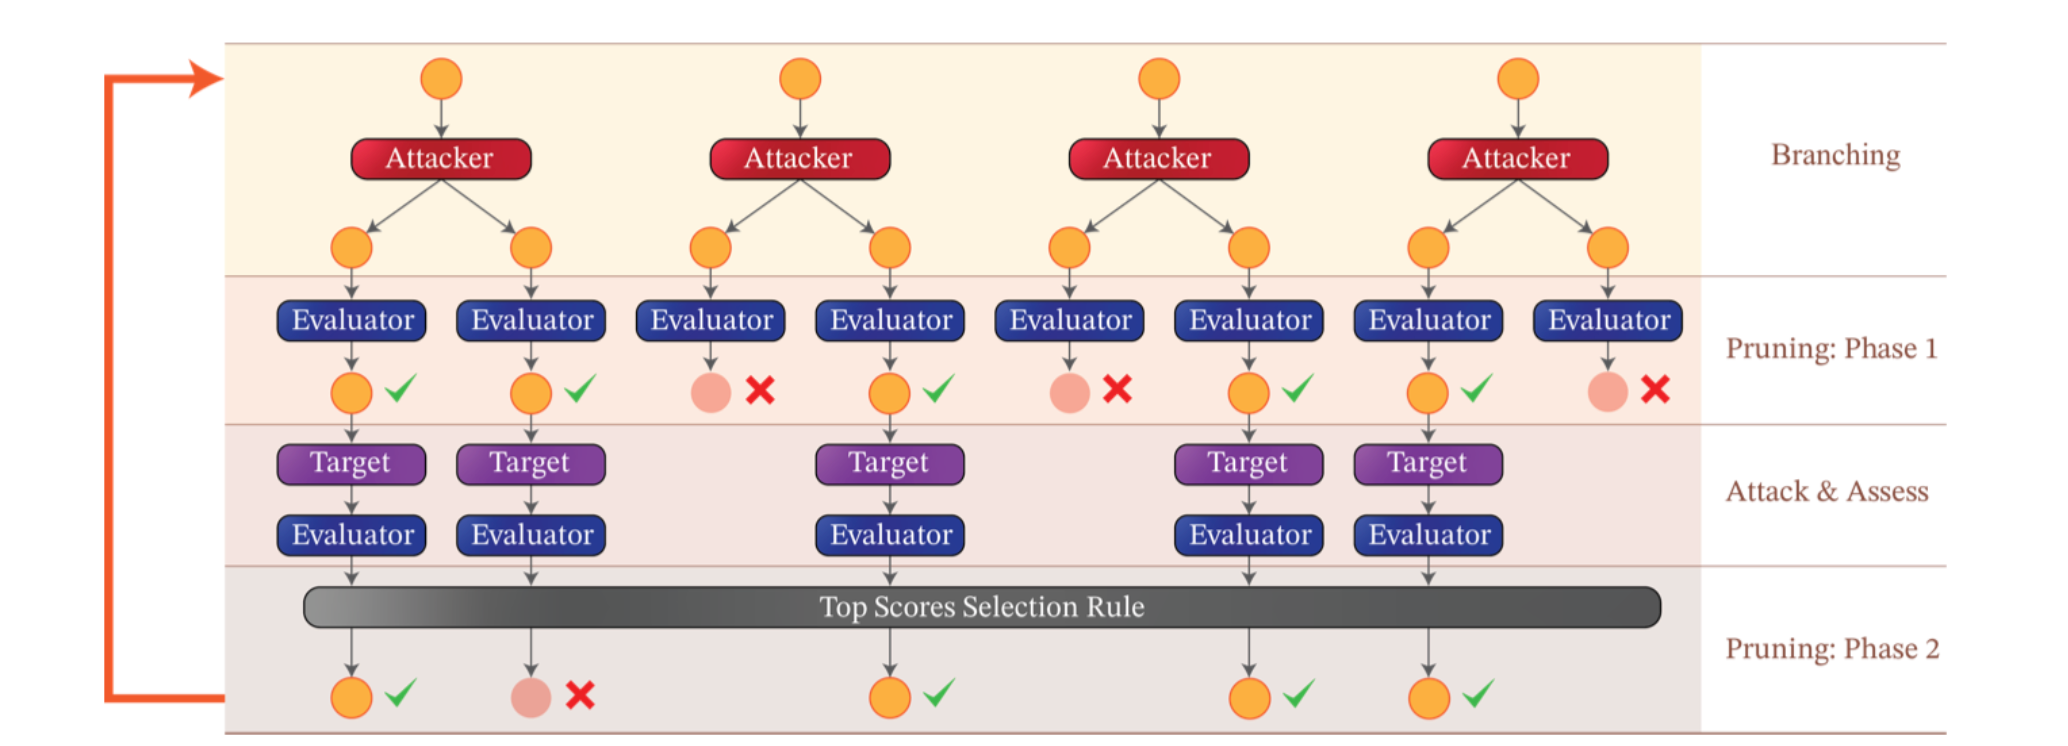 Attacker Attacker Attacker Attacker Branching
Evaluator Evaluator Evaluator Evaluator Evaluator Evaluator Evaluator Evaluator
Pruning: Phase 1
Target Target Target Target Target
Attack & Assess
Evaluator Evaluator Evaluator Evaluator Evaluator
Top Scores Selection Rule
Pruning: Phase 2